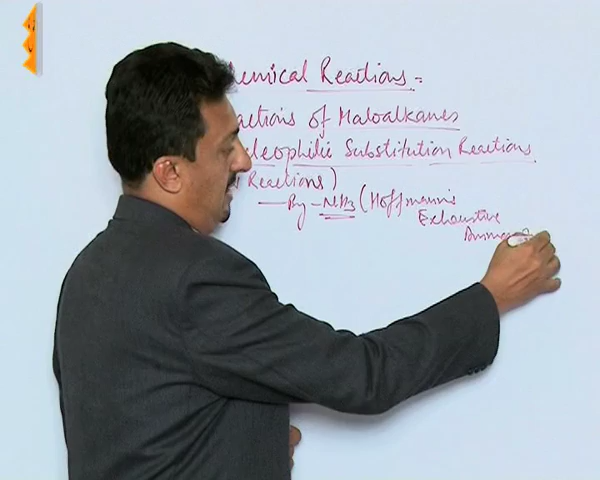 hemical Reactions -
actions of Haloalkanes
leophilic Substitution Reactions
Reactions)
— By - NH3 (Hoffmann's
Exhaustive